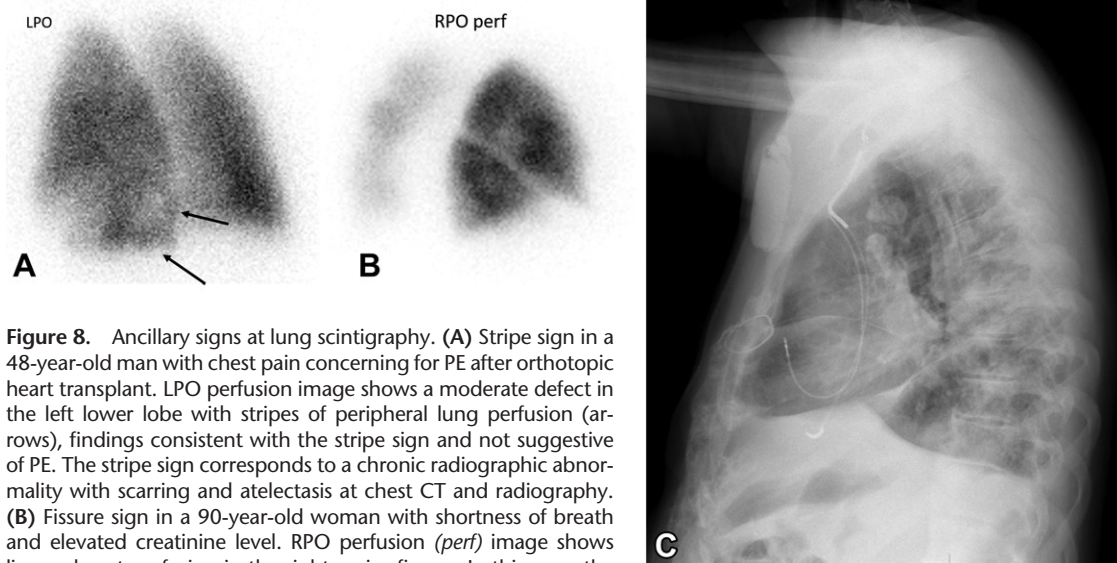 LPO
RPO perf
A
B
Figure 8. Ancillary signs at lung scintigraphy. (A) Stripe sign in a
48-year-old man with chest pain concerning for PE after orthotopic
heart transplant. LPO perfusion image shows a moderate defect in
the left lower lobe with stripes of peripheral lung perfusion (ar-
rows), findings consistent with the stripe sign and not suggestive
of PE. The stripe sign corresponds to a chronic radiographic abnor-
mality with scarring and atelectasis at chest CT and radiography.
(B) Fissure sign in a 90-year-old woman with shortness of breath
and elevated creatinine level. RPO perfusion (perf) image shows
C